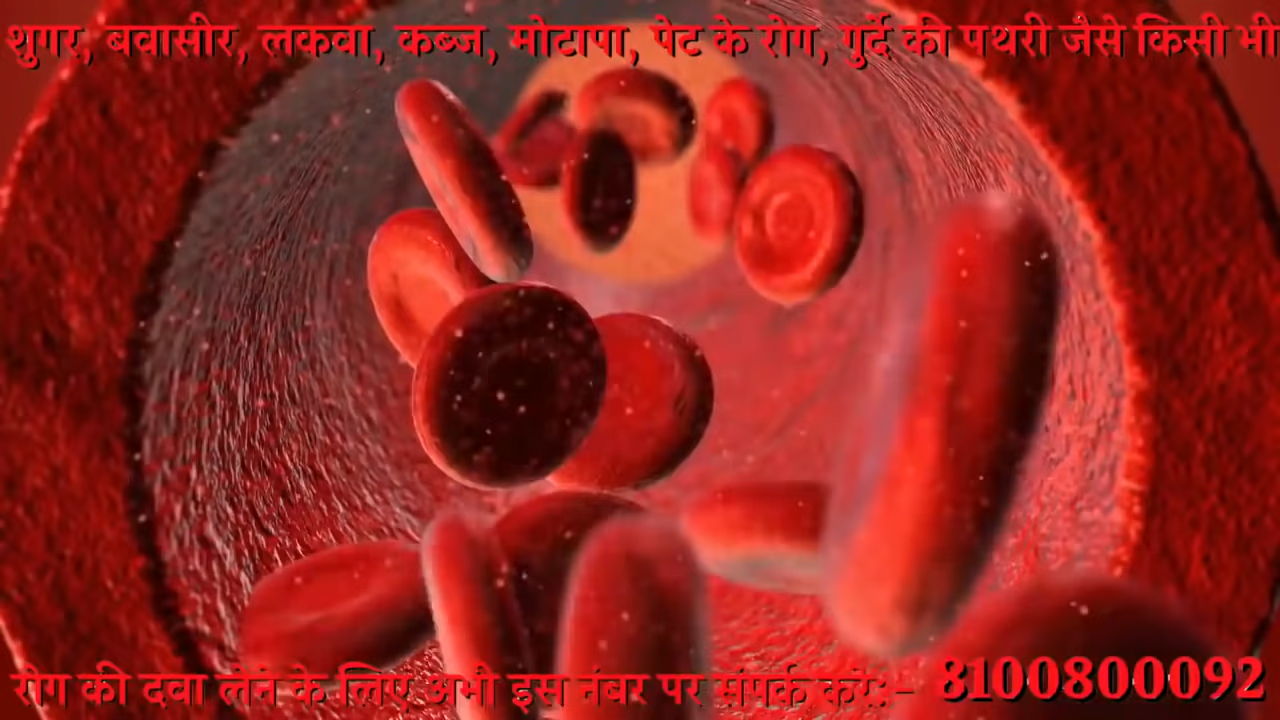 शुगर, बवासीर, लकवा, कब्ज, मोटापा, पेट के रोग, गुर्दे की पथरी जैसे किसी भी
रोग की दवा लेने के लिए अभी इस नंबर पर संपर्क करे:- 8100800092